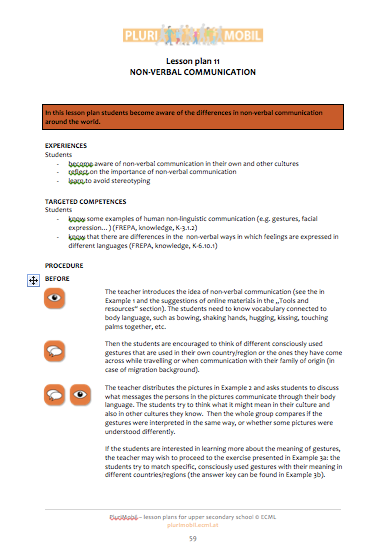 PLURI MOBIL
Lesson plan 11
NON-VERBAL COMMUNICATION
In this lesson plan students become aware of the differences in non-verbal communication
around the world.
EXPERIENCES
Students
- become aware of non-verbal communication in their own and other cultures
- reflect on the importance of non-verbal communication
- learn to avoid stereotyping
TARGETED COMPETENCES
Students
- know some examples of human non-linguistic communication (e.g. gestures, facial
expression...) (FREPA, knowledge, K-3.1.2)
- know that there are differences in the non-verbal ways in which feelings are expressed in
different languages (FREPA, knowledge, K-6.10.1)
PROCEDURE
BEFORE
The teacher introduces the idea of non-verbal communication (see the in
Example 1 and the suggestions of online materials in the „Tools and
resources" section). The students need to know vocabulary connected to
body language, such as bowing, shaking hands, hugging, kissing, touching
palms together, etc.
Then the students are encouraged to think of different consciously used
gestures that are used in their own country/region or the ones they have come
across while travelling or when communication with their family of origin (in
case of migration background).
The teacher distributes the pictures in Example 2 and asks students to discuss
what messages the persons in the pictures communicate through their body
language. The students try to think what it might mean in their culture and
also in other cultures they know. Then the whole group compares if the
gestures were interpreted in the same way, or whether some pictures were
understood differently.
If the students are interested in learning more about the meaning of gestures,
the teacher may wish to proceed to the exercise presented in Example 3a: the
students try to match specific, consciously used gestures with their meaning in
different countries/regions (the answer key can be found in Example 3b).
PluriMobil – lesson plans for upper secondary school © ECML
plurimobil.ecml.at
59